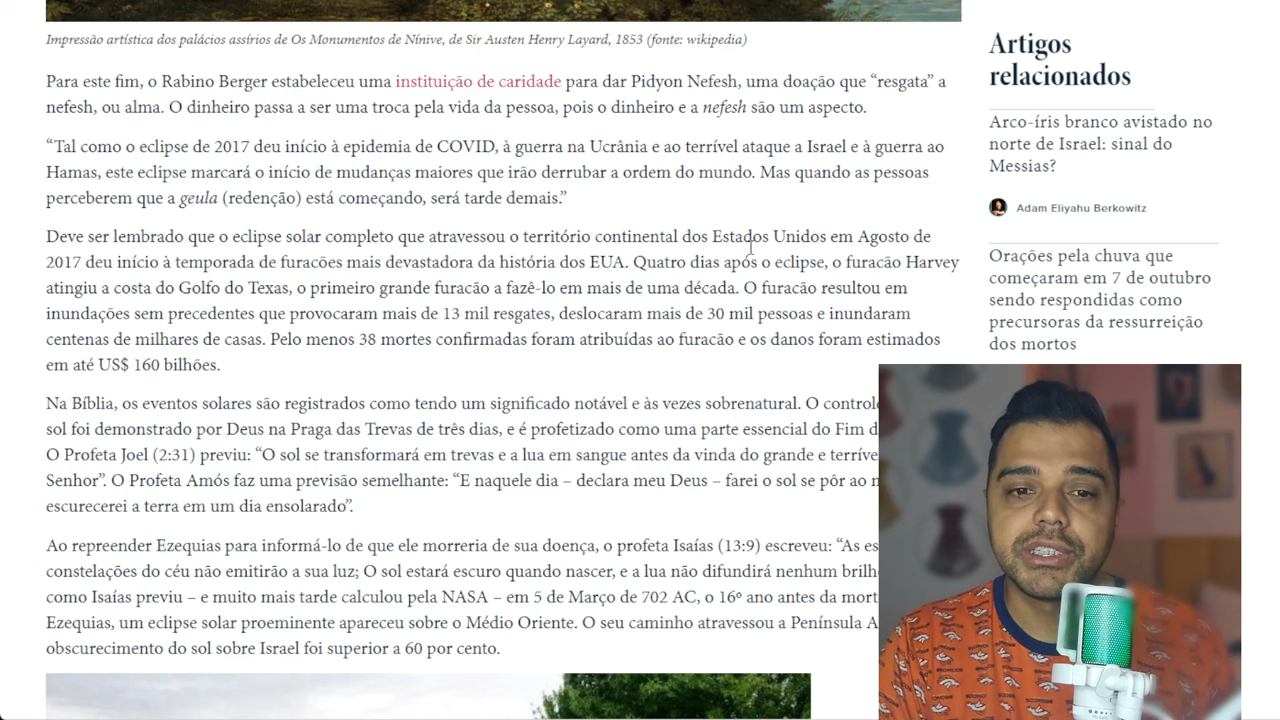 Impressão artística dos palácios assírios de Os Monumentos de Nínive, de Sir Austen Henry Layard, 1853 (fonte: wikipedia)
Para este fim, o Rabino Berger estabeleceu uma instituição de caridade para dar Pidyon Nefesh, uma doação que “resgata” a
nefesh, ou alma. O dinheiro passa a ser uma troca pela vida da pessoa, pois o dinheiro e a nefesh são um aspecto.
“Tal como o eclipse de 2017 deu início à epidemia de COVID, à guerra na Ucrânia e ao terrível ataque a Israel e à guerra ao
Hamas, este eclipse marcará o início de mudanças maiores que irão derrubar a ordem do mundo. Mas quando as pessoas
perceberem que a geula (redenção) está começando, será tarde demais.”
Deve ser lembrado que o eclipse solar completo que atravessou o território continental dos Estados Unidos em Agosto de
2017 deu início à temporada de furacões mais devastadora da história dos EUA. Quatro dias após o eclipse, o furacão Harvey
atingiu a costa do Golfo do Texas, o primeiro grande furacão a fazê-lo em mais de uma década. O furacão resultou em
inundações sem precedentes que provocaram mais de 13 mil resgates, deslocaram mais de 30 mil pessoas e inundaram
centenas de milhares de casas. Pelo menos 38 mortes confirmadas foram atribuídas ao furacão e os danos foram estimados
em até US$ 160 bilhões.
Na Bíblia, os eventos solares são registrados como tendo um significado notável e às vezes sobrenatural. O controle
sol foi demonstrado por Deus na Praga das Trevas de três dias, e é profetizado como uma parte essencial do Fim d
O Profeta Joel (2:31) previu: “O sol se transformará em trevas e a lua em sangue antes da vinda do grande e terríve
Senhor”. O Profeta Amós faz uma previsão semelhante: “E naquele dia – declara meu Deus – farei o sol se pôr ao
escurecerei a terra em um dia ensolarado”.
Ao repreender Ezequias para informá-lo de que ele morreria de sua doença, o profeta Isaías (13:9) escreveu: “As es
constelações do céu não emitirão a sua luz; O sol estará escuro quando nascer, e a lua não difundirá nenhum brilh
como Isaías previu – e muito mais tarde calculou pela NASA – em 5 de Março de 702 AC, o 16º ano antes da mort
Ezequias, um eclipse solar proeminente apareceu sobre o Médio Oriente. O seu caminho atravessou a Península A
obscurecimento do sol sobre Israel foi superior a 60 por cento.
Artigos
relacionados
Arco-íris branco avistado no
norte de Israel: sinal do
Messias?
Adam Eliyahu Berkowitz
Orações pela chuva que
começaram em 7 de outubro
sendo respondidas como
precursoras da ressurreição
dos mortos